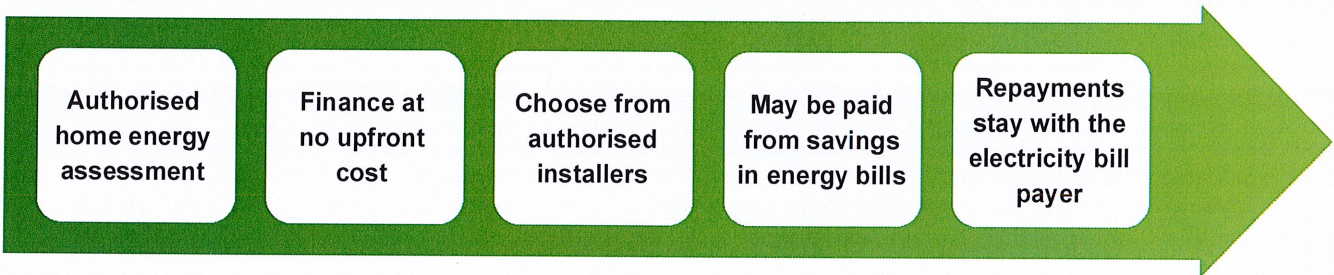 Authorised
home energy
assessment
Finance at
no upfront
cost
Choose from
authorised
installers
May be paid
from savings
in energy bills
Repayments
stay with the
electricity bill
payer